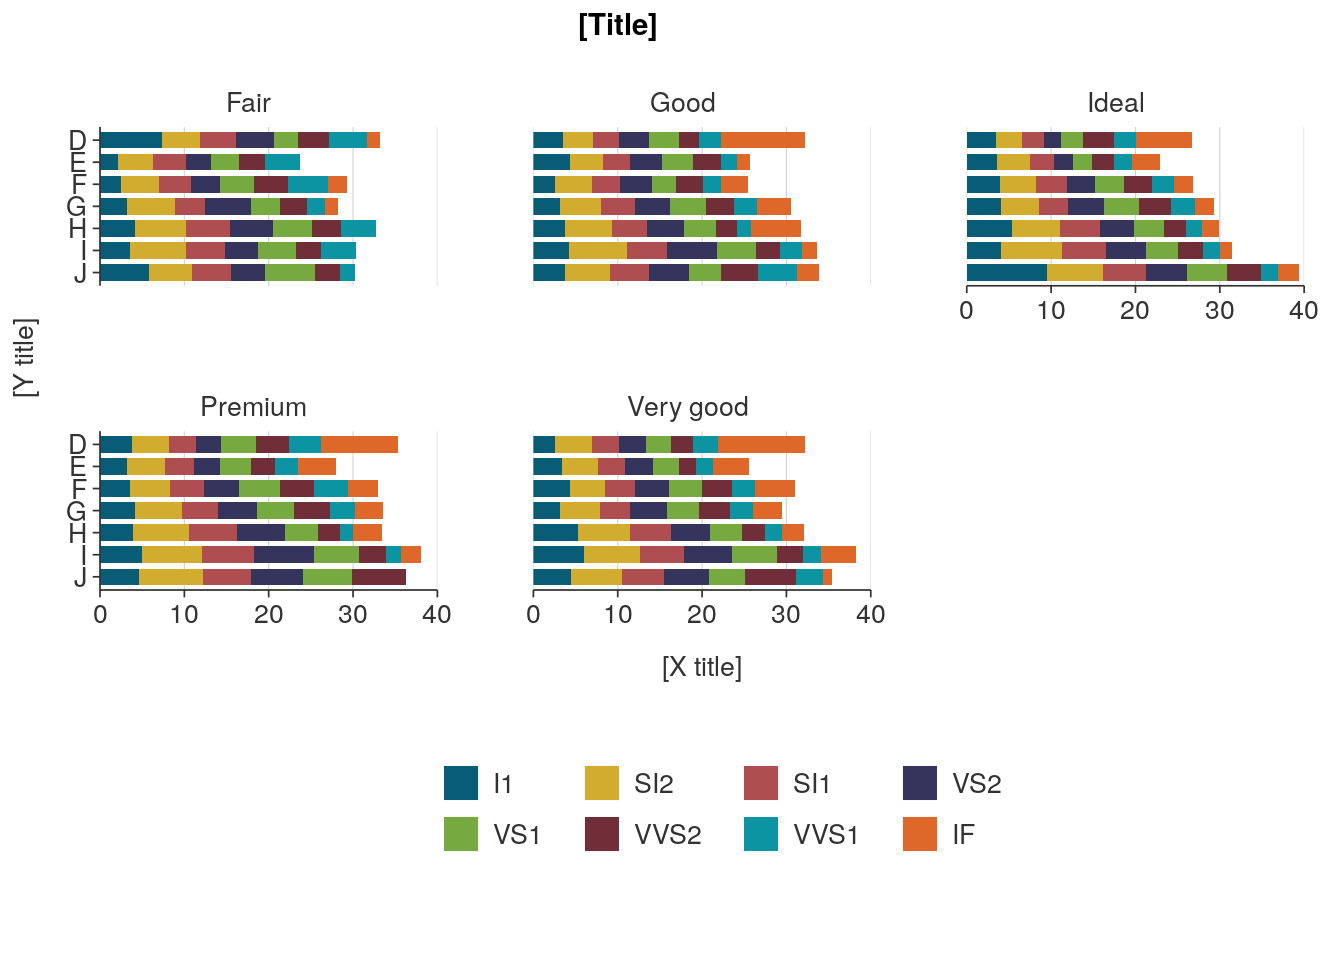 [Title]
Fair Good Ideal
D
E
F
G
H
I
J
0 10 20 30 40
[Y title]
Premium Very good
D
E
F
G
H
I
J
0 10 20 30 40 0 10 20 30 40
[X title]
I1 SI2 SI1 VS2
VS1 VVS2 VVS1 IF